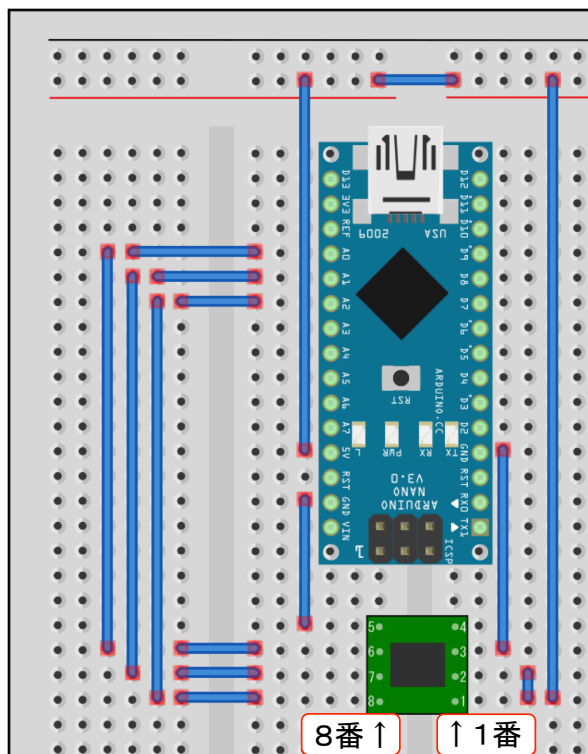 D13 D12
3V3 D11
REF D10
A0 D9
A1 D8
A2 D7
A3 D6
A4 D5
A5 D4
A6 D3
A7 D2
5V GND
RST RST
GND RX0
VIN TX1
2009 USA
RST
ARDUINO.CC
L PWR RX TX
ARDUINO
NANO
V3.0
ICSP
1
5 4
6 3
7 2
8 1
8番↑ ↑1番